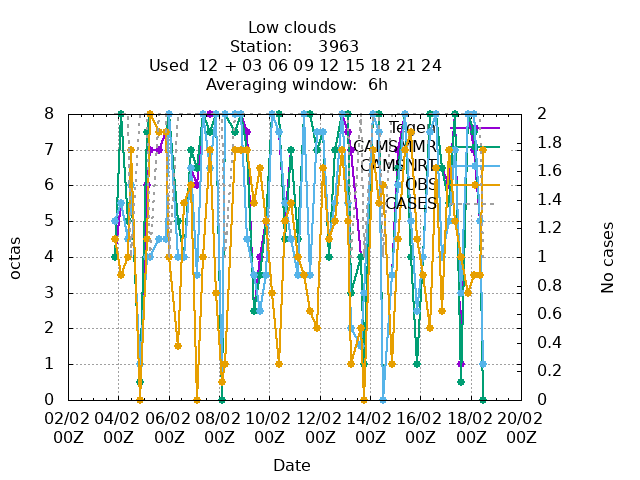 Low clouds
Station:     3963
Used  12 + 03 06 09 12 15 18 21 24
Averaging window:  6h
8
7
6
5
4
3
2
1
0
octas
2
1.8
1.6
1.4
1.2
1
0.8
0.6
0.4
0.2
0
No cases
Tegen
CAMSiMMR
CAMSiNRT
OBS
CASES
02/02 04/02 06/02 08/02 10/02 12/02 14/02 16/02 18/02 20/02
00Z 00Z 00Z 00Z 00Z 00Z 00Z 00Z 00Z 00Z
Date